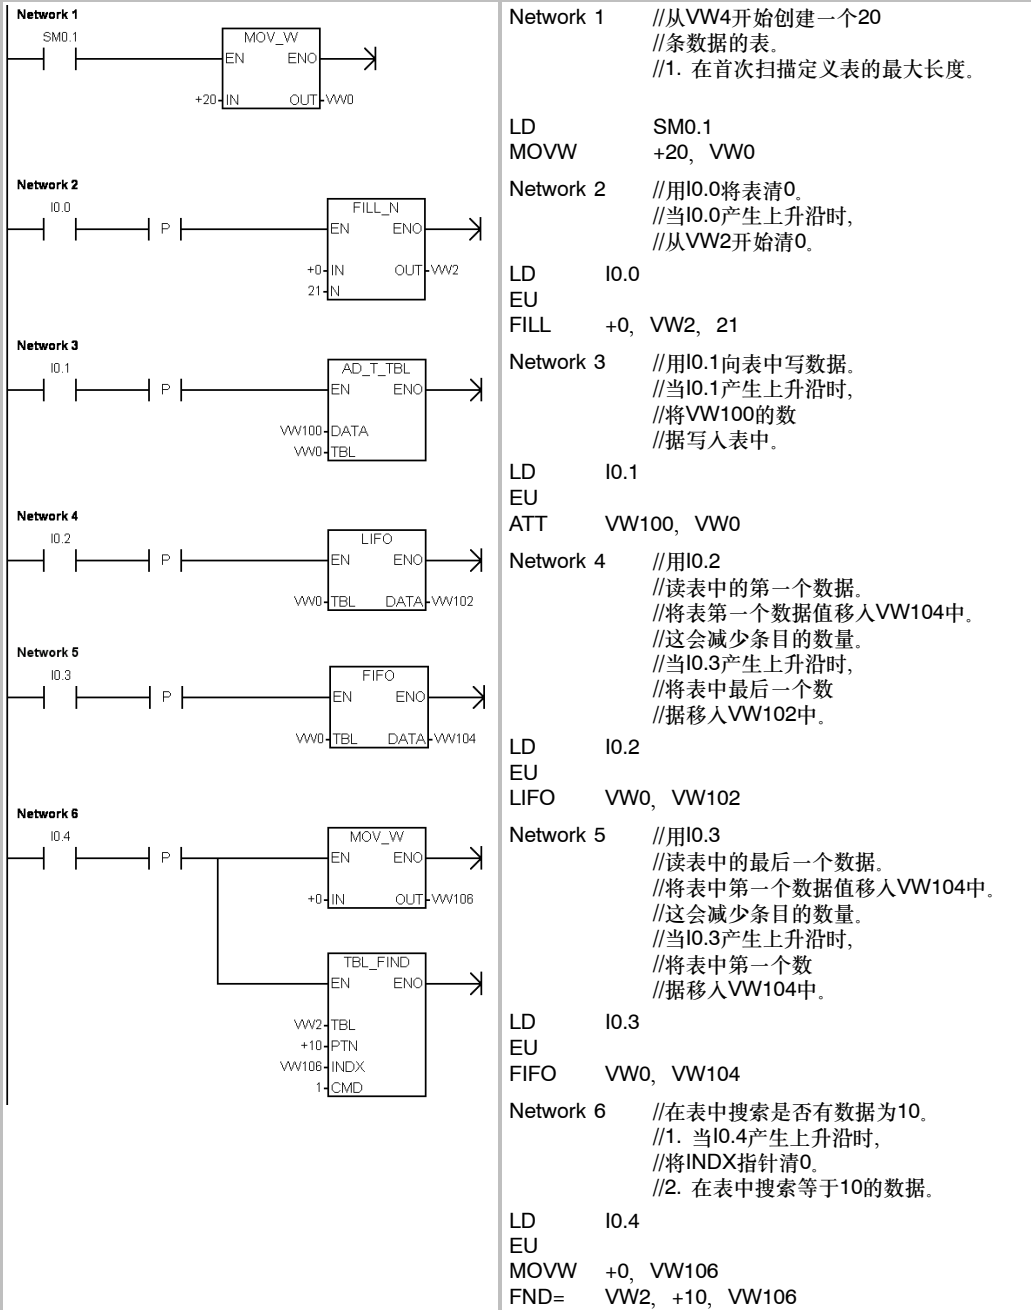 Network 1
SM0.1
MOV_W
EN ENO
+20 IN OUT VW0
Network 2
I0.0
P
FILL_N
EN ENO
+0 IN OUT VW2
21 N
Network 3
I0.1
P
AD_T_TBL
EN ENO
VW100 DATA
VW0 TBL
Network 4
I0.2
P
LIFO
EN ENO
VW0 TBL DATA VW102
Network 5
I0.3
P
FIFO
EN ENO
VW0 TBL DATA VW104
Network 6
I0.4
P
MOV_W
EN ENO
+0 IN OUT VW106
TBL_FIND
EN ENO
VW2 TBL
+10 PTN
VW106 INDX
1 CMD
Network 1 //从VW4开始创建一个20
//条数据的表。
//1. 在首次扫描定义表的最大长度。
LD SM0.1
MOVW +20, VW0
Network 2 //用I0.0将表清0。
//当I0.0产生上升沿时,
//从VW2开始清0。
LD I0.0
EU
FILL +0, VW2, 21
Network 3 //用I0.1向表中写数据。
//当I0.1产生上升沿时,
//将VW100的数
//据写入表中。
LD I0.1
EU
ATT VW100, VW0
Network 4 //用I0.2
//读表中的第一个数据。
//将表第一个数据值移入VW104中。
//这会减少条目的数量。
//当I0.3产生上升沿时,
//将表中最后一个数
//据移入VW102中。
LD I0.2
EU
LIFO VW0, VW102
Network 5 //用I0.3
//读表中的最后一个数据。
//将表中第一个数据值移入VW104中。
//这会减少条目的数量。
//当I0.3产生上升沿时,
//将表中第一个数
//据移入VW104中。
LD I0.3
EU
FIFO VW0, VW104
Network 6 //在表中搜索是否有数据为10。
//1. 当I0.4产生上升沿时,
//将INDX指针清0。
//2. 在表中搜索等于10的数据。
LD I0.4
EU
MOVW +0, VW106
FND= VW2, +10, VW106